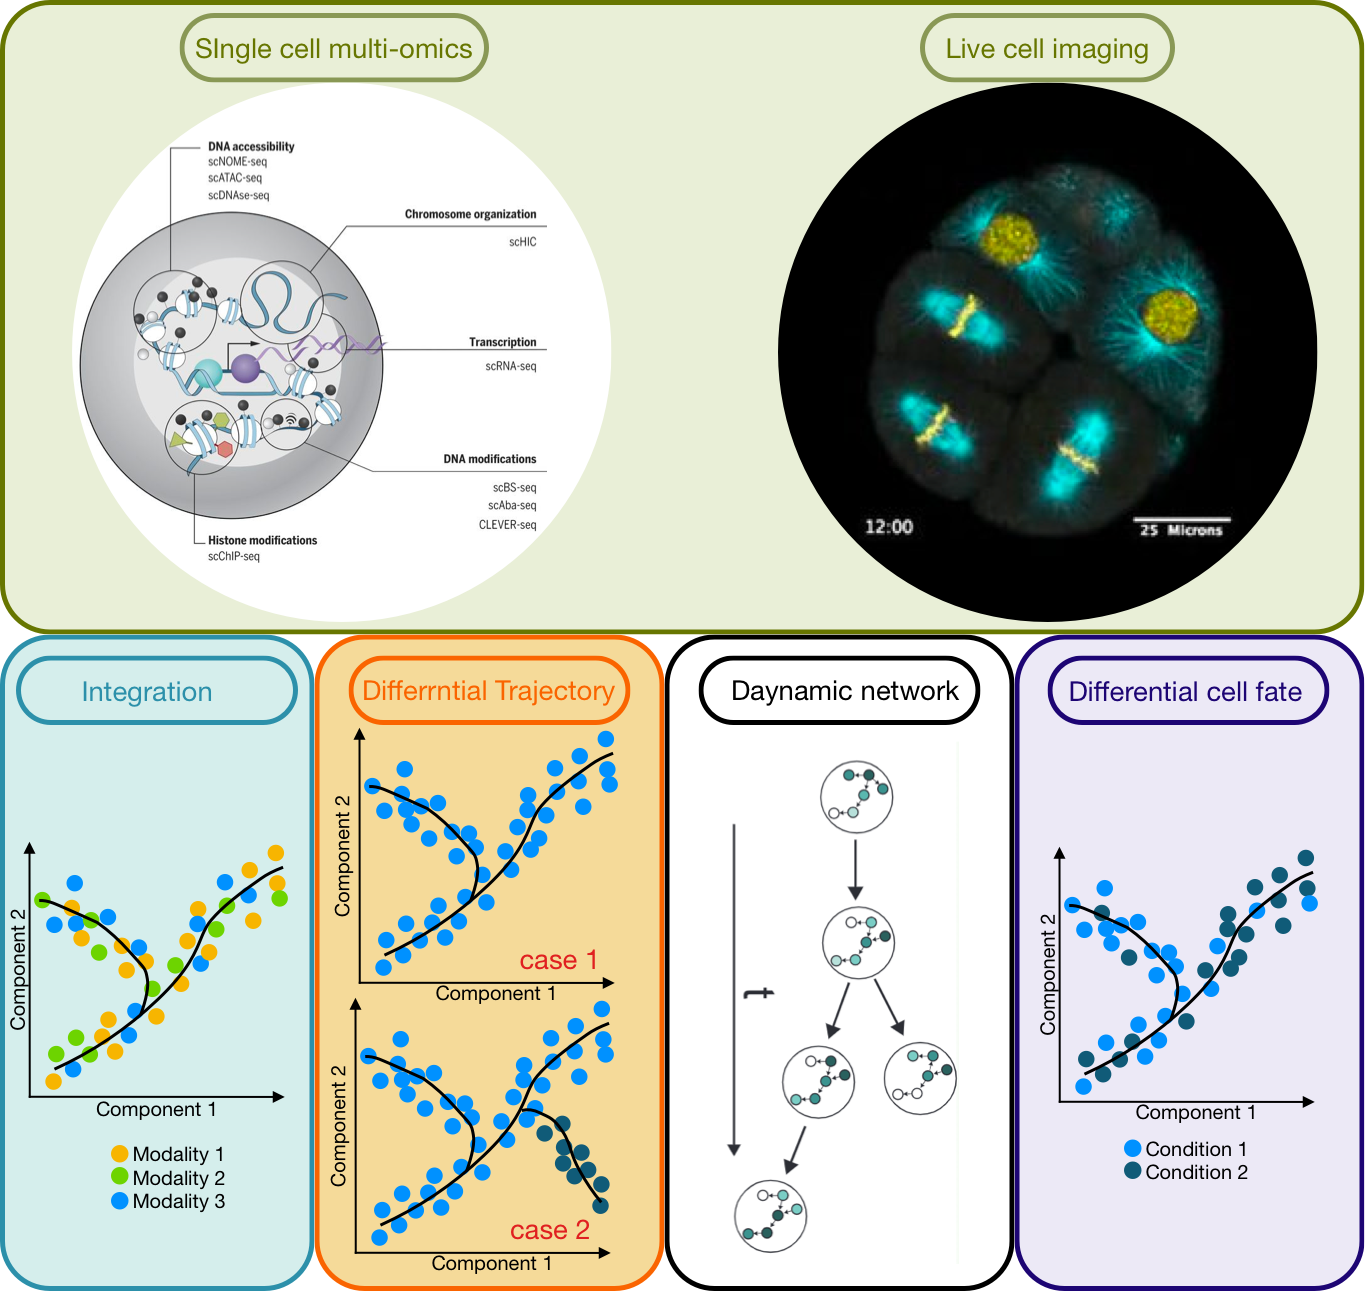 SIngle cell multi-omics
Live cell imaging
DNA accessibility
scNOME-seq
scATAC-seq
scDNAse-seq
Chromosome organization
scHIC
Transcription
scRNA-seq
DNA modifications
scBS-seq
scAba-seq
CLEVER-seq
Histone modifications
scChIP-seq
12:00
25 Microns
Integration
Component 2
Component 1
Modality 1
Modality 2
Modality 3
Differrntial Trajectory
Component 2
case 1
Component 1
Component 2
case 2
Component 1
Daynamic network
t
Differential cell fate
Component 2
Component 1
Condition 1
Condition 2